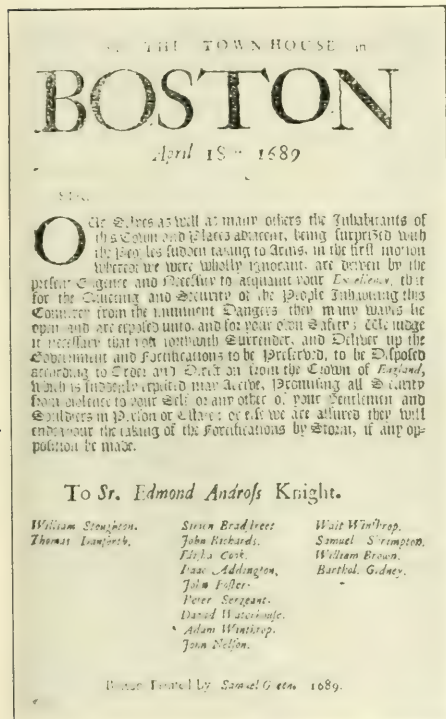 THE TOWN HOUSE in
BOSTON
April 18 1689
SIR,
OUr Selves as well as many others the Inhabitants of
this Town and Places adjacent, being surprized with
the Peoples sudden taking to Arms, in the first motion
whereof we were wholly ignorant, are driven by the
present Exigence and Necessity to acquaint your Excellency, that
for the Quieting and Security of the People Inhabiting this
Countrey from the imminent Dangers they many wayes lie
open and are exposed unto, and for your own Safety; We judge
it necessary that you forthwith Surrender, and Deliver up the
Government and Fortifications to be Preserved, to be Disposed
according to Order and Direction from the Crown of England,
which is suddenly expected may Arrive, Promising all Security
from violence to your Self or any other of your Gentlemen and
Souldiers in Person or Estate: or else we are assured they will
endeavour the taking of the Fortifications by Storm, if any op-
position be made.
To Sr. Edmond Andross Knight.
William Stoughton. Simon Bradstreet Wait Winthrop.
Thomas Danforth. John Richards. Samuel Shrimpton.
Elisha Cook. William Brown.
Isaac Addington. Barthol. Gedney.
John Foster.
Peter Sergeant.
David Waterhouse.
Adam Winthrop.
John Nelson.
Boston Printed by Samuel Green 1689.